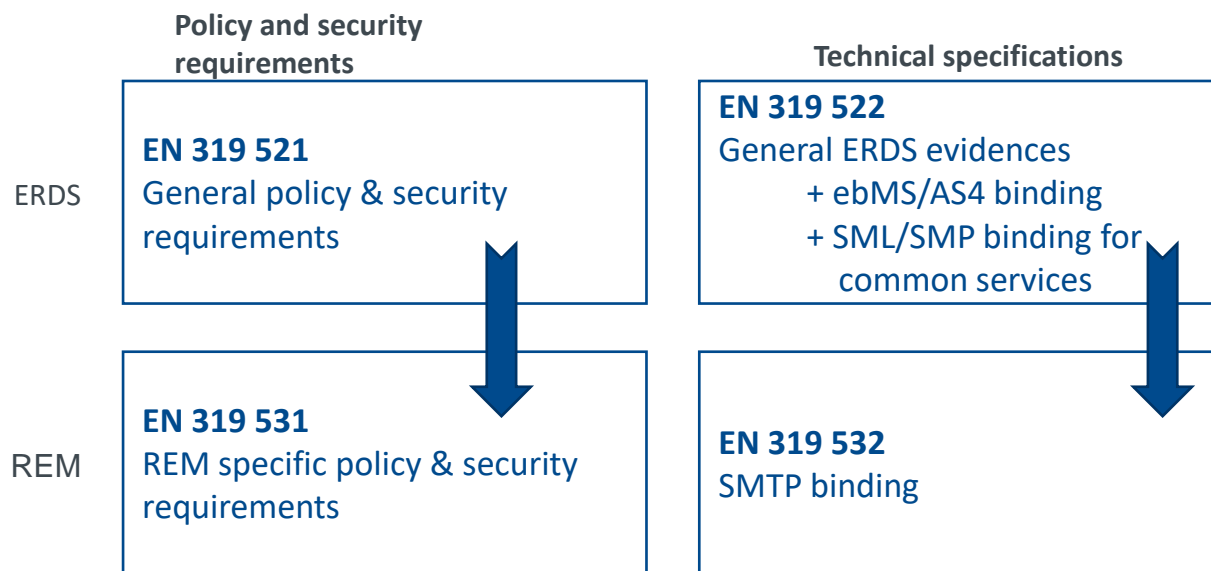 Policy and security
requirements
Technical specifications
ERDS
EN 319 521
General policy & security
requirements
EN 319 522
General ERDS evidences
+ ebMS/AS4 binding
+ SML/SMP binding for
common services
REM
EN 319 531
REM specific policy & security
requirements
EN 319 532
SMTP binding